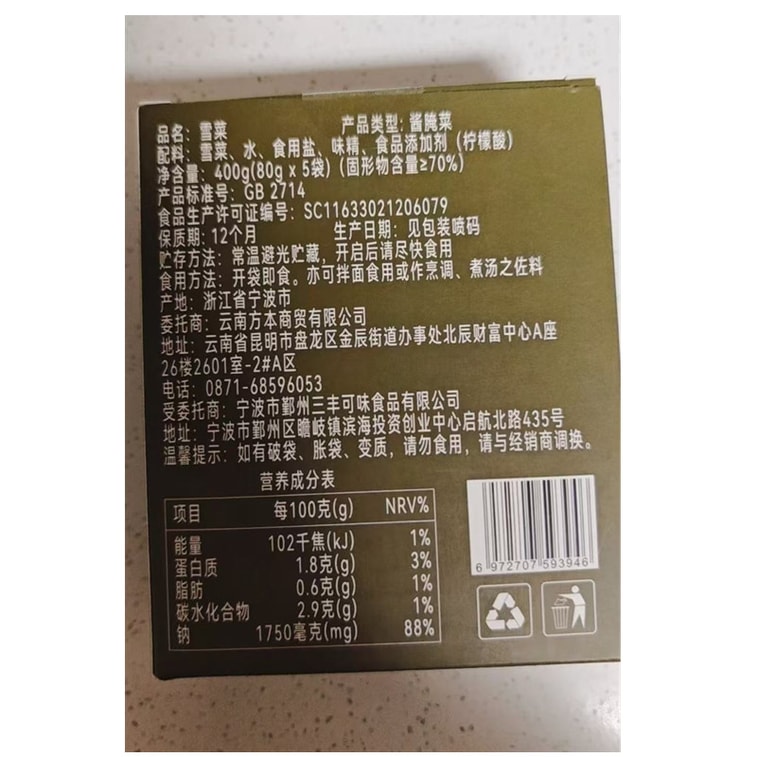 品名：雪菜 产品类型：酱腌菜
配料：雪菜、水、食用盐、味精、食品添加剂（柠檬酸）
净含量：400g(80g x 5袋)（固形物含量≥70%）
产品标准号：GB 2714
食品生产许可证编号：SC11633021206079
保质期：12个月 生产日期：见包装喷码
贮存方法：常温避光贮藏，开启后请尽快食用
食用方法：开袋即食。亦可拌面食用或作烹调、煮汤之佐料
产地：浙江省宁波市
委托商：云南方本商贸有限公司
地址：云南省昆明市盘龙区金辰街道办事处北辰财富中心A座
26楼2601室-2#A区
电话：0871-68596053
受委托商：宁波市鄞州三丰可味食品有限公司
地址：宁波市鄞州区瞻岐镇滨海投资创业中心启航北路435号
温馨提示：如有破袋、胀袋、变质，请勿食用，请与经销商调换。
营养成分表
项目 每100克(g) NRV%
能量 102千焦(kJ) 1%
蛋白质 1.8克(g) 3%
脂肪 0.6克(g) 1%
碳水化合物 2.9克(g) 1%
钠 1750毫克(mg) 88%
6 972707 593946